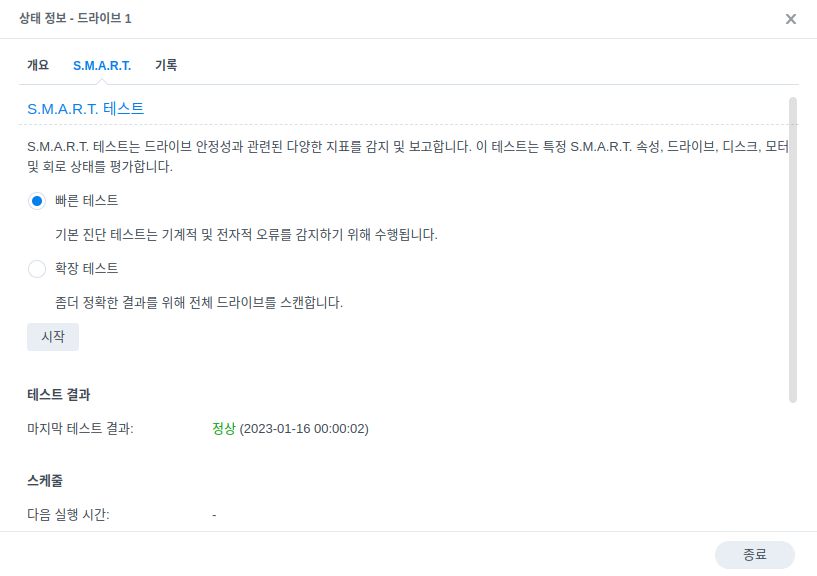 상태 정보 - 드라이브 1
개요 S.M.A.R.T. 기록
S.M.A.R.T. 테스트
S.M.A.R.T. 테스트는 드라이브 안정성과 관련된 다양한 지표를 감지 및 보고합니다. 이 테스트는 특정 S.M.A.R.T. 속성, 드라이브, 디스크, 모터
및 회로 상태를 평가합니다.
빠른 테스트
기본 진단 테스트는 기계적 및 전자적 오류를 감지하기 위해 수행됩니다.
확장 테스트
좀더 정확한 결과를 위해 전체 드라이브를 스캔합니다.
시작
테스트 결과
마지막 테스트 결과: 정상 (2023-01-16 00:00:02)
스케줄
다음 실행 시간: -
종료